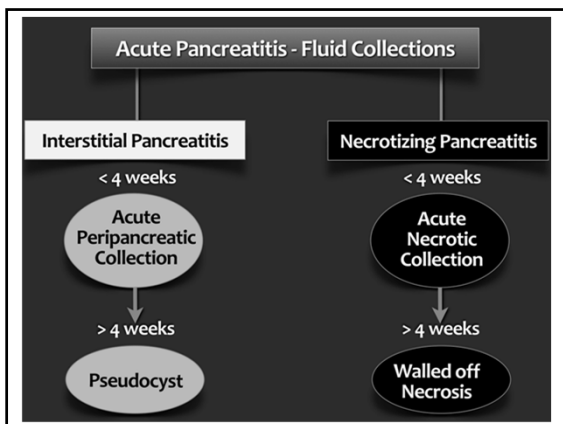 Acute Pancreatitis - Fluid Collections
Interstitial Pancreatitis
Necrotizing Pancreatitis
< 4 weeks
< 4 weeks
Acute
Peripancreatic
Collection
Acute
Necrotic
Collection
> 4 weeks
> 4 weeks
Pseudocyst
Walled off
Necrosis